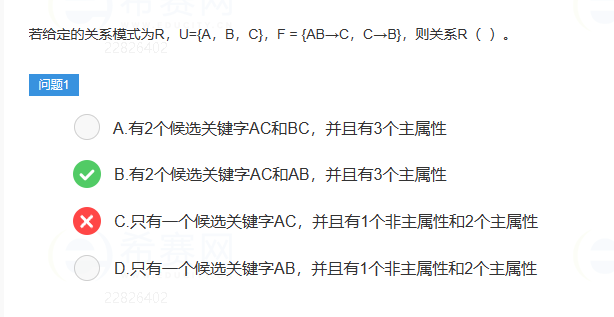 若给定的关系模式为R，U={A，B，C}，F = {AB→C，C→B}，则关系R（ ）。
22826402
问题1
A.有2个候选关键字AC和BC，并且有3个主属性
B.有2个候选关键字AC和AB，并且有3个主属性
C.只有一个候选关键字AC，并且有1个非主属性和2个主属性
希赛网
D.只有一个候选关键字AB，并且有1个非主属性和2个主属性
22826402